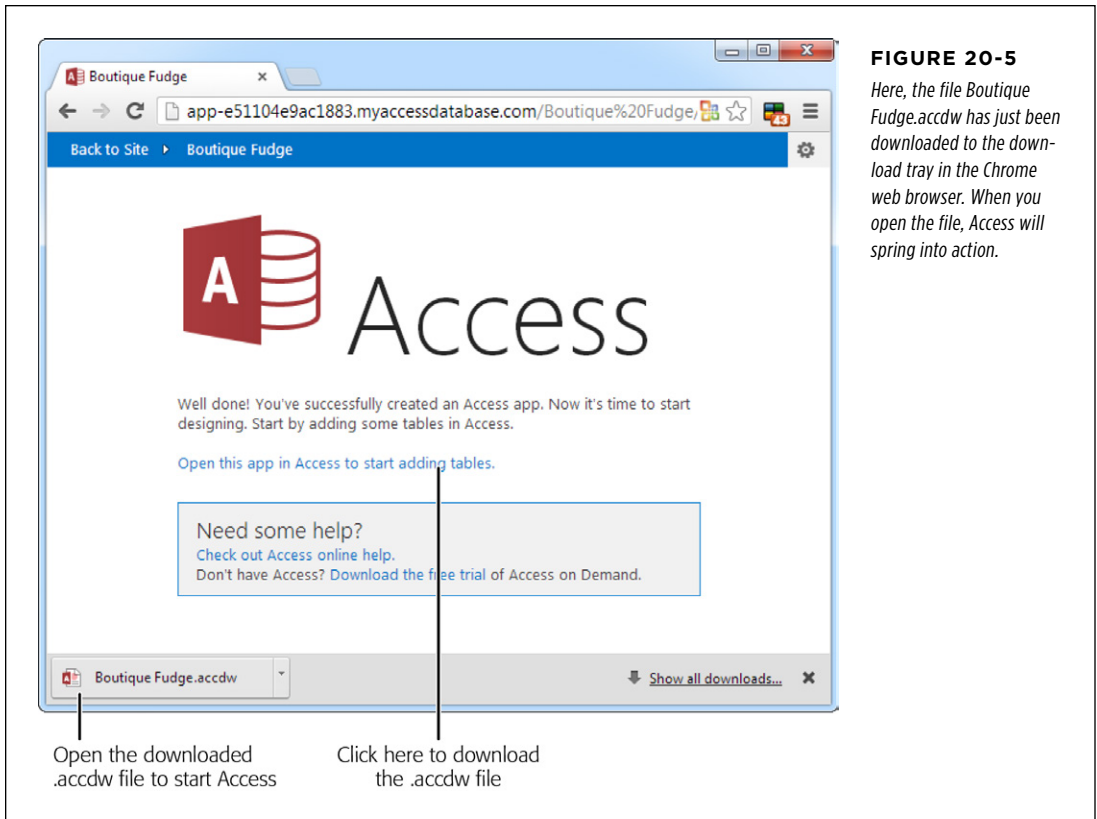 Boutique Fudge
app-e51104e9ac1883.myaccessdatabase.com/Boutique%20Fudge/
Back to Site
Boutique Fudge
A
Access
Well done! You've successfully created an Access app. Now it's time to start
designing. Start by adding some tables in Access.
Open this app in Access to start adding tables.
Need some help?
Check out Access online help.
Don't have Access? Download the free trial of Access on Demand.
Boutique Fudge.accdw
Show all downloads...
Open the downloaded
.accdw file to start Access
Click here to download
the .accdw file
FIGURE 20-5
Here, the file Boutique
Fudge.accdw has just been
downloaded to the down-
load tray in the Chrome
web browser. When you
open the file, Access will
spring into action.